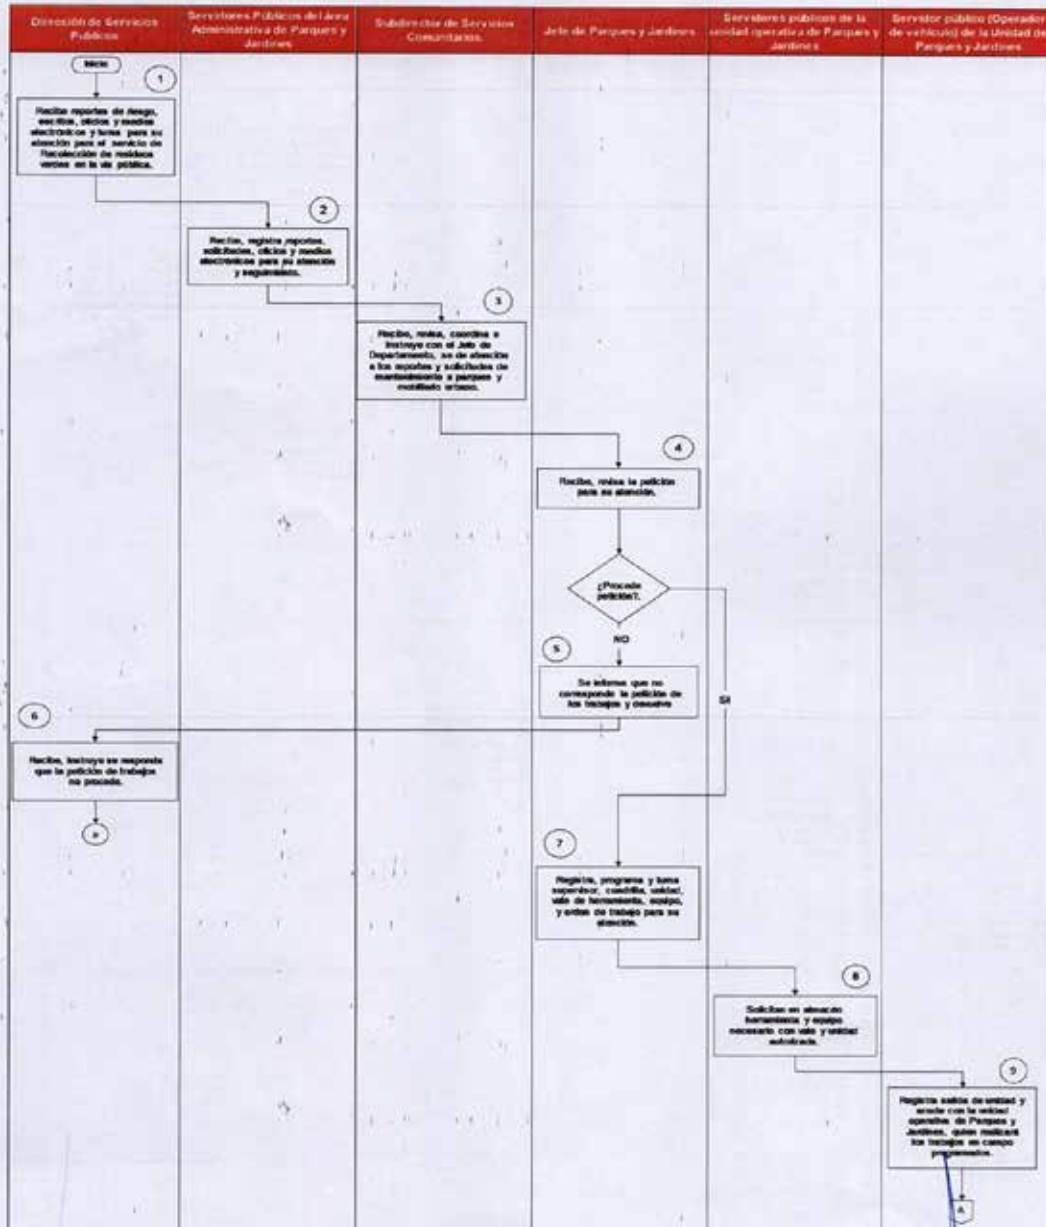 Dirección de Servicios
Públicos
Servidores Públicos del área
Administrativa de Parques y
Jardines
Subdirector de Servicios
Comunitarios.
Jefe de Parques y Jardines
Servidores públicos de la
unidad operativa de Parques y
Jardines
Servidor público (Operador
de vehículo) de la Unidad de
Parques y Jardines
Inicio
1
Recibe reportes de riesgo,
escritos, oficios y medios
electrónicos y turna para su
atención para el servicio de
Recolección de residuos
verdes en la vía pública.
2
Recibe, registra reportes,
solicitudes, oficios y medios
electrónicos para su atención
y seguimiento.
3
Recibe, revisa, coordina e
instruye con el Jefe de
Departamento, se de atención
a los reportes y solicitudes de
mantenimiento a parques y
mobiliario urbano.
4
Recibe, revisa la petición
para su atención.
¿Procede
petición?.
NO
SI
5
Se informa que no
corresponde la petición de
los trabajos y devuelve
6
Recibe, instruye se responda
que la petición de trabajos
no procede.
7
Registra, programa y turna
supervisor, cuadrilla, unidad,
vale de herramienta, equipo,
y orden de trabajo para su
atención.
8
Solicitan en almacén
herramienta y equipo
necesario con vale y unidad
autorizada.
9
Registra salida de unidad y
acude con la unidad
operativa de Parques y
Jardines, quien realizará
los trabajos en campo
programados.
A